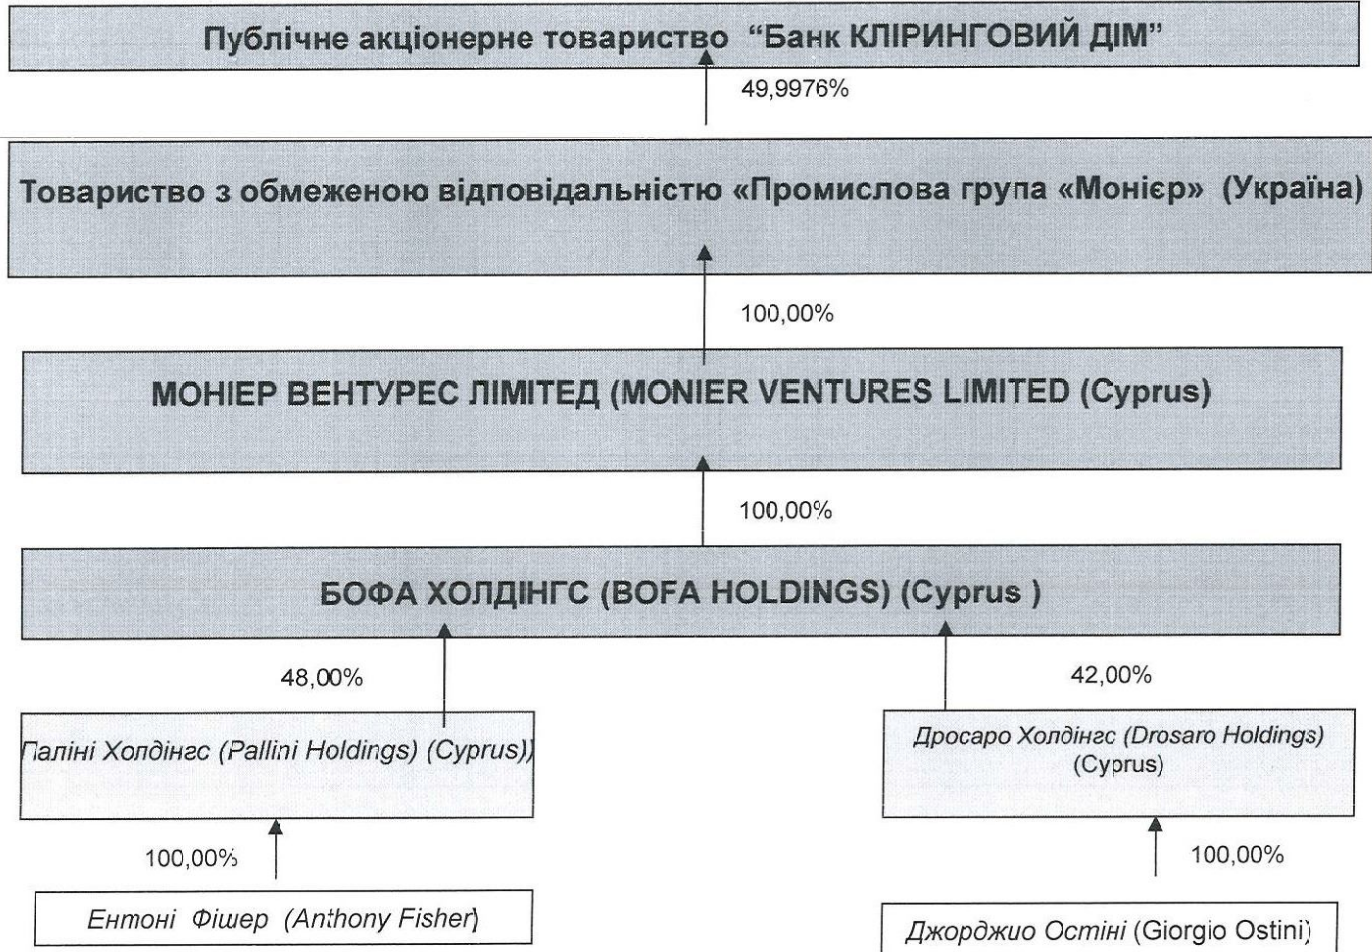 Публічне акціонерне товариство “Банк КЛІРИНГОВИЙ ДІМ”
49,9976%
Товариство з обмеженою відповідальністю «Промислова група «Монієр» (Україна)
100,00%
МОНІЕР ВЕНТУРЕС ЛІМІТЕД (MONIER VENTURES LIMITED (Cyprus)
100,00%
БОФА ХОЛДІНГС (BOFA HOLDINGS) (Cyprus )
48,00%
42,00%
Паліні Холдінгс (Pallini Holdings) (Cyprus))
Дросаро Холдінгс (Drosaro Holdings)
(Cyprus)
100,00%
100,00%
Ентоні Фішер (Anthony Fisher)
Джорджио Остіні (Giorgio Ostini)